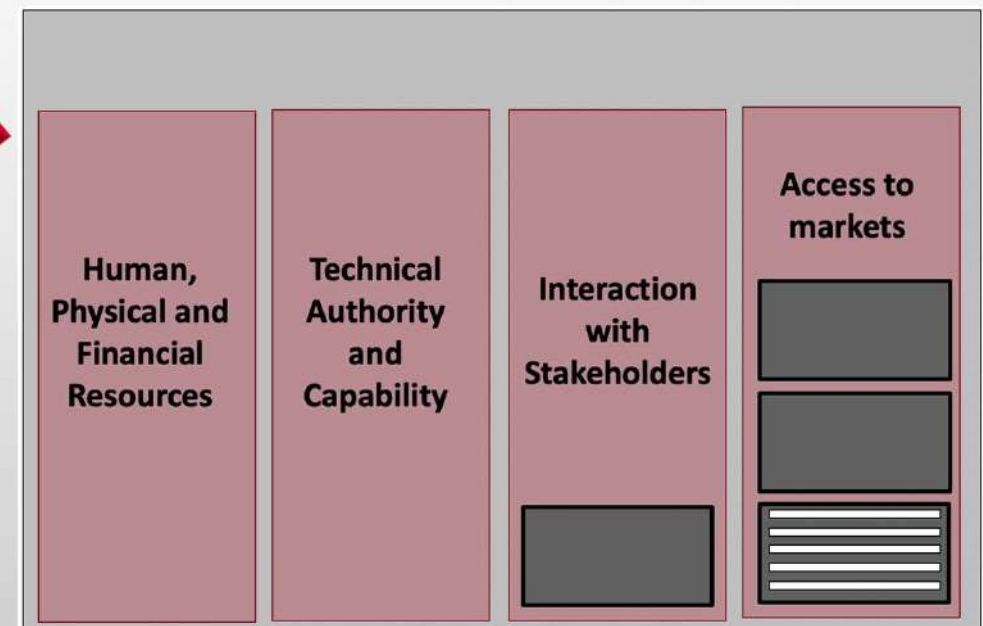 Human,
Physical and
Financial
Resources
Technical
Authority
and
Capability
Interaction
with
Stakeholders
Access to
markets